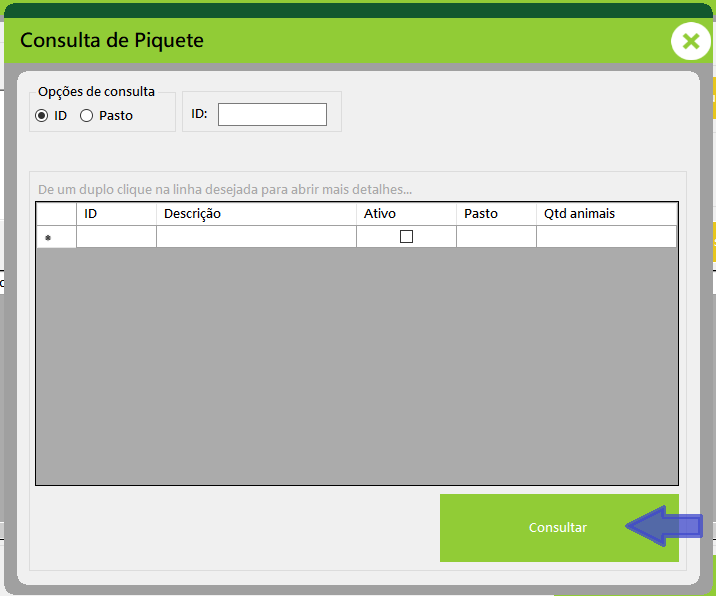 Consulta de Piquete
Opções de consulta
ID Pasto
ID:
De um duplo clique na linha desejada para abrir mais detalhes...
ID Descrição Ativo Pasto Qtd animais
*
Consultar